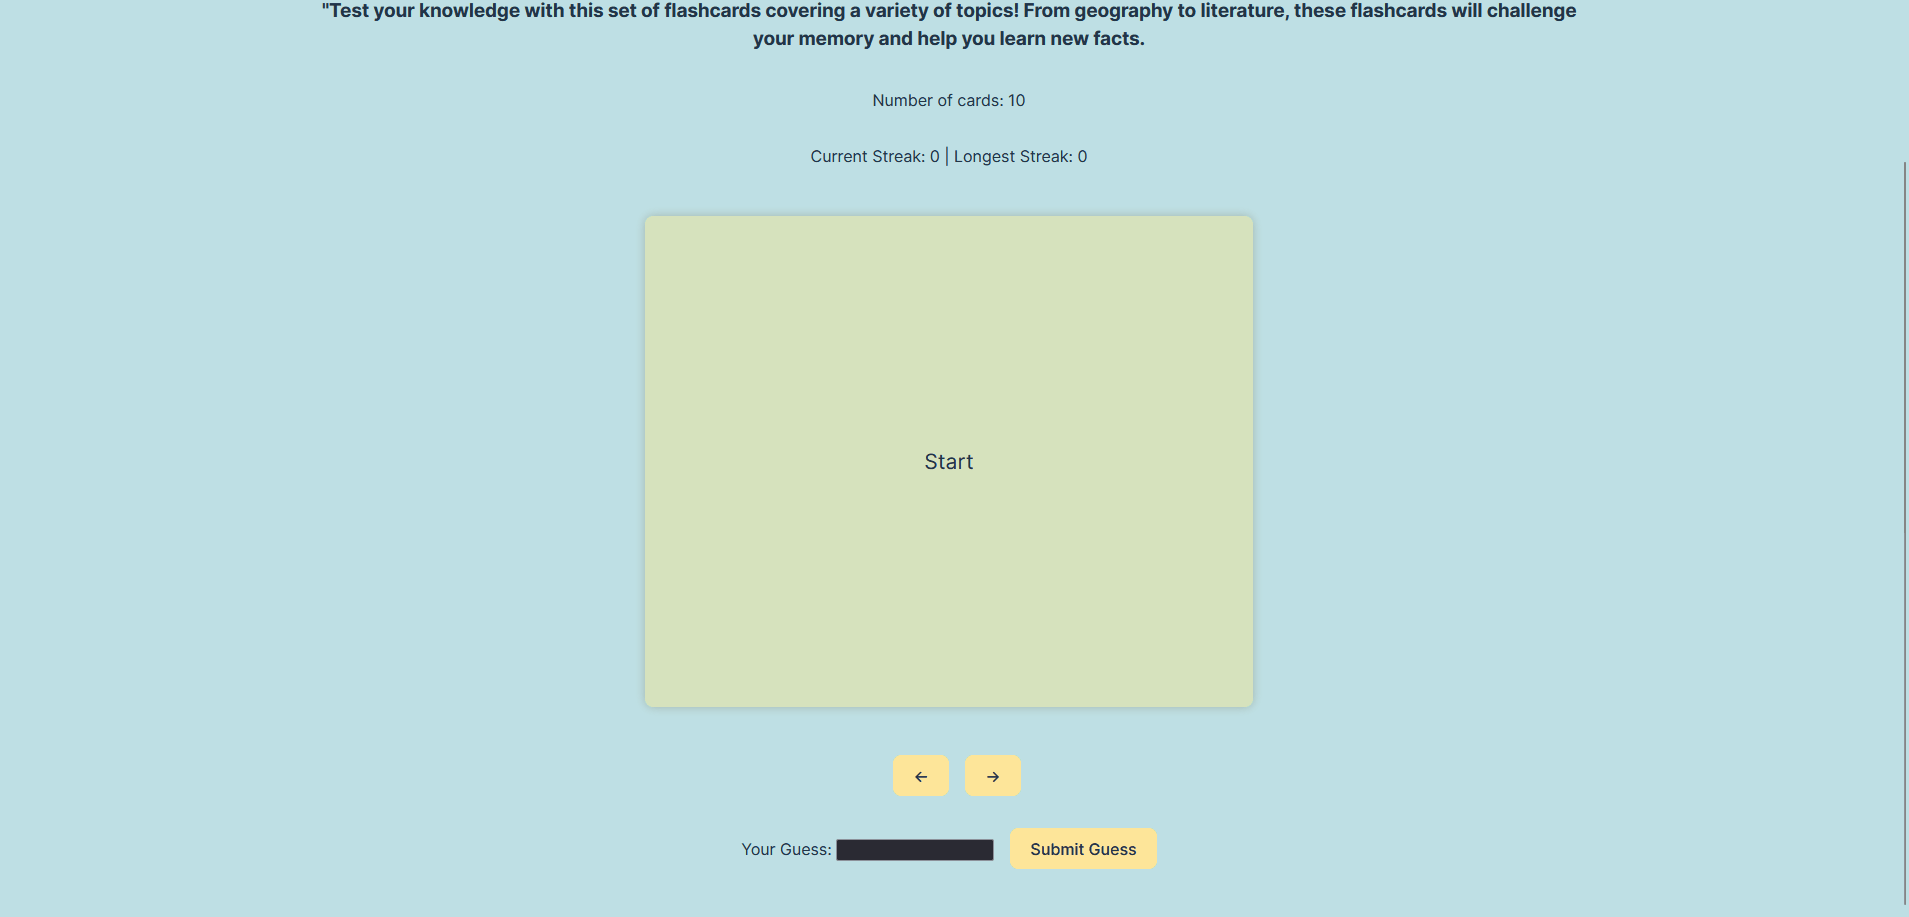 "Test your knowledge with this set of flashcards covering a variety of topics! From geography to literature, these flashcards will challenge
your memory and help you learn new facts.
Number of cards: 10
Current Streak: 0 | Longest Streak: 0
Start
← →
Your Guess: Submit Guess